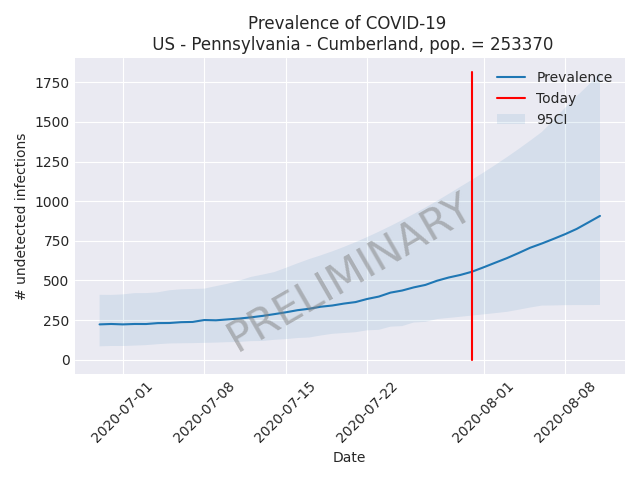 Prevalence of COVID-19
US - Pennsylvania - Cumberland, pop. = 253370
# undetected infections
1750
1500
1250
1000
750
500
250
0
Prevalence
Today
95CI
PRELIMINARY
2020-07-01
2020-07-08
2020-07-15
2020-07-22
2020-08-01
2020-08-08
Date